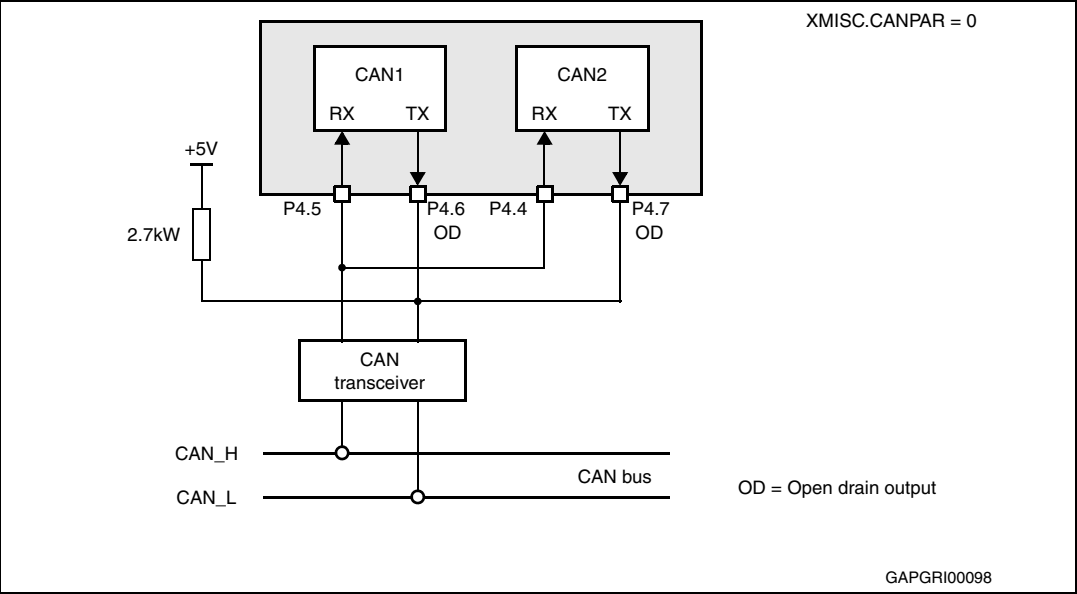 XMISC.CANPAR = 0
CAN1
CAN2
RX
TX
RX
TX
+5V
P4.5
P4.6
OD
P4.4
P4.7
OD
2.7kW
CAN
transceiver
CAN_H
CAN bus
CAN_L
OD = Open drain output
GAPGRI00098